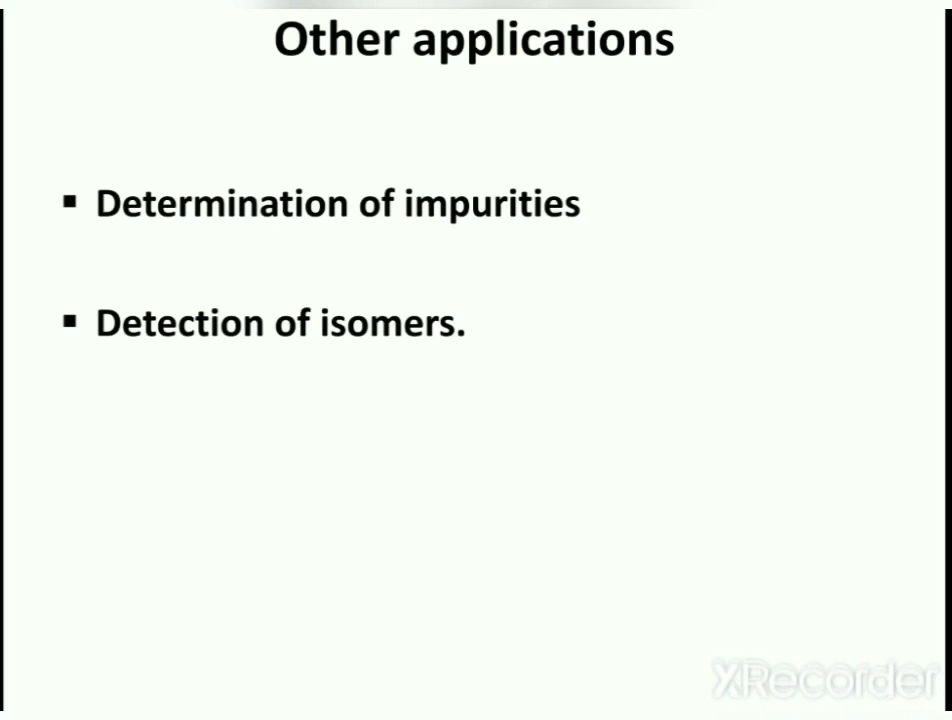 Other applications
▪ Determination of impurities
▪ Detection of isomers.
XRecorder